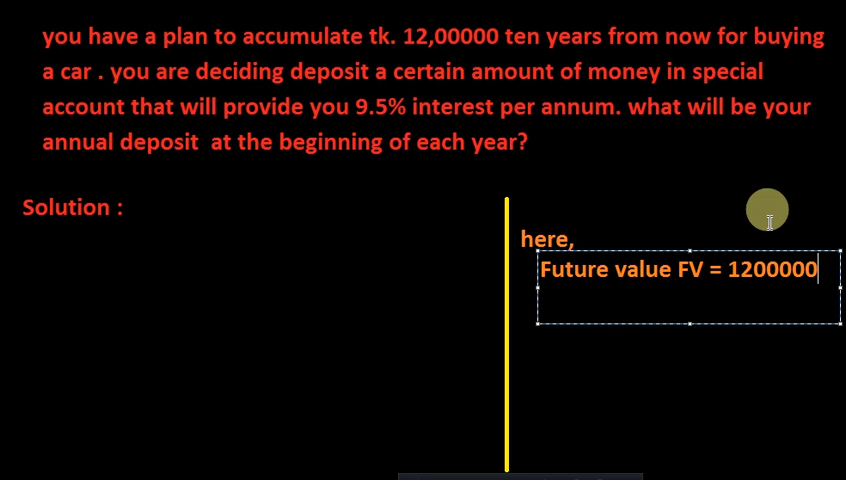 you have a plan to accumulate tk. 12,00000 ten years from now for buying
a car . you are deciding deposit a certain amount of money in special
account that will provide you 9.5% interest per annum. what will be your
annual deposit  at the beginning of each year?
Solution :
here,
Future value FV = 1200000